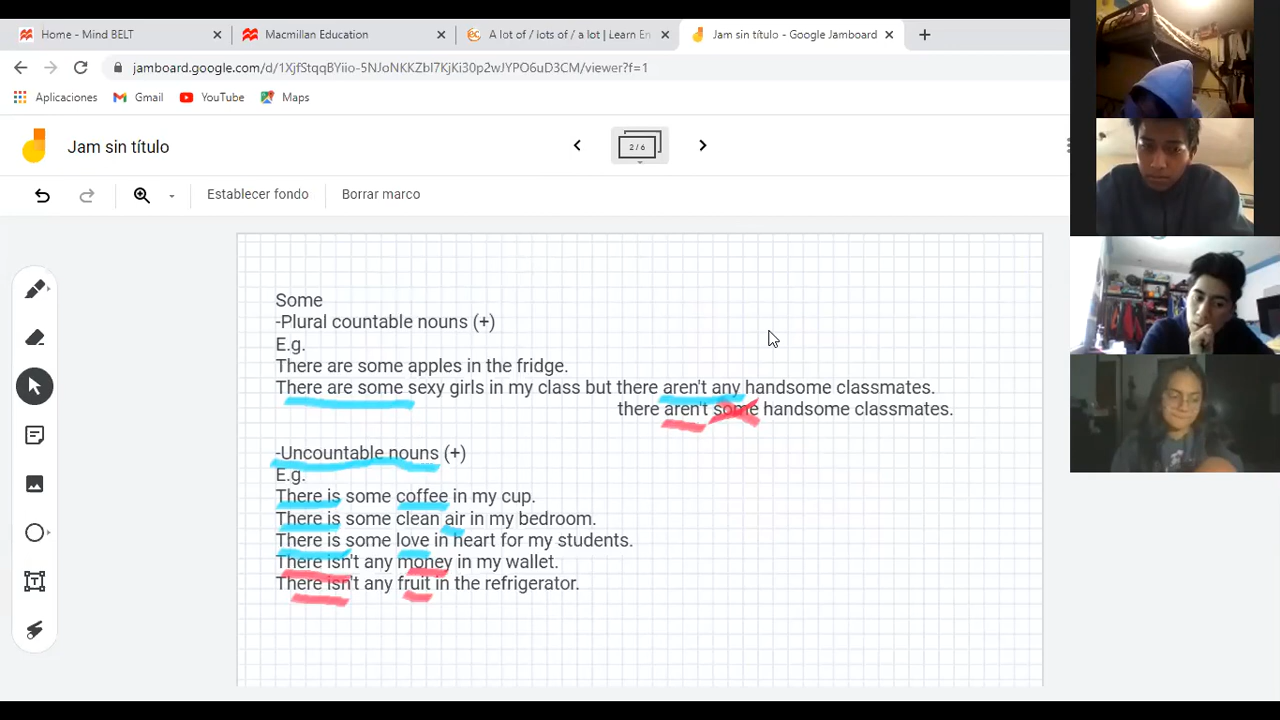 Home - Mind BELT
Macmillan Education
A lot of / lots of / a lot | Learn En
Jam sin título - Google Jamboard
jamboard.google.com/d/1XjfStqqBYiio-5NJoNKKZbl7KjKi30p2wJYPO6uD3CM/viewer?f=1
Aplicaciones
Gmail
YouTube
Maps
Jam sin título
2 / 6
Establecer fondo
Borrar marco
Some
-Plural countable nouns (+)
E.g.
There are some apples in the fridge.
There are some sexy girls in my class but there aren't any handsome classmates.
there aren't some handsome classmates.
-Uncountable nouns (+)
E.g.
There is some coffee in my cup.
There is some clean air in my bedroom.
There is some love in heart for my students.
There isn't any money in my wallet.
There isn't any fruit in the refrigerator.